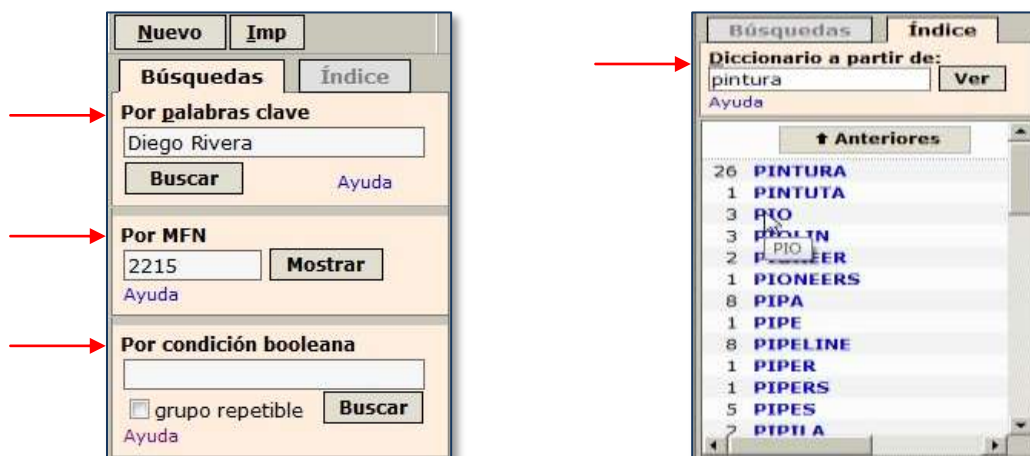 Nuevo Imp
Búsquedas Índice
Por palabras clave
Diego Rivera
Buscar Ayuda
Por MFN
2215 Mostrar
Ayuda
Por condición booleana
grupo repetible Buscar
Ayuda
Búsquedas Índice
Diccionario a partir de:
pintura Ver
Ayuda
Anteriores
26 PINTURA
1 PINTUTA
3 PIO
3
PIO
2
1 PIONEERS
8 PIPA
1 PIPE
8 PIPELINE
1 PIPER
1 PIPERS
5 PIPES